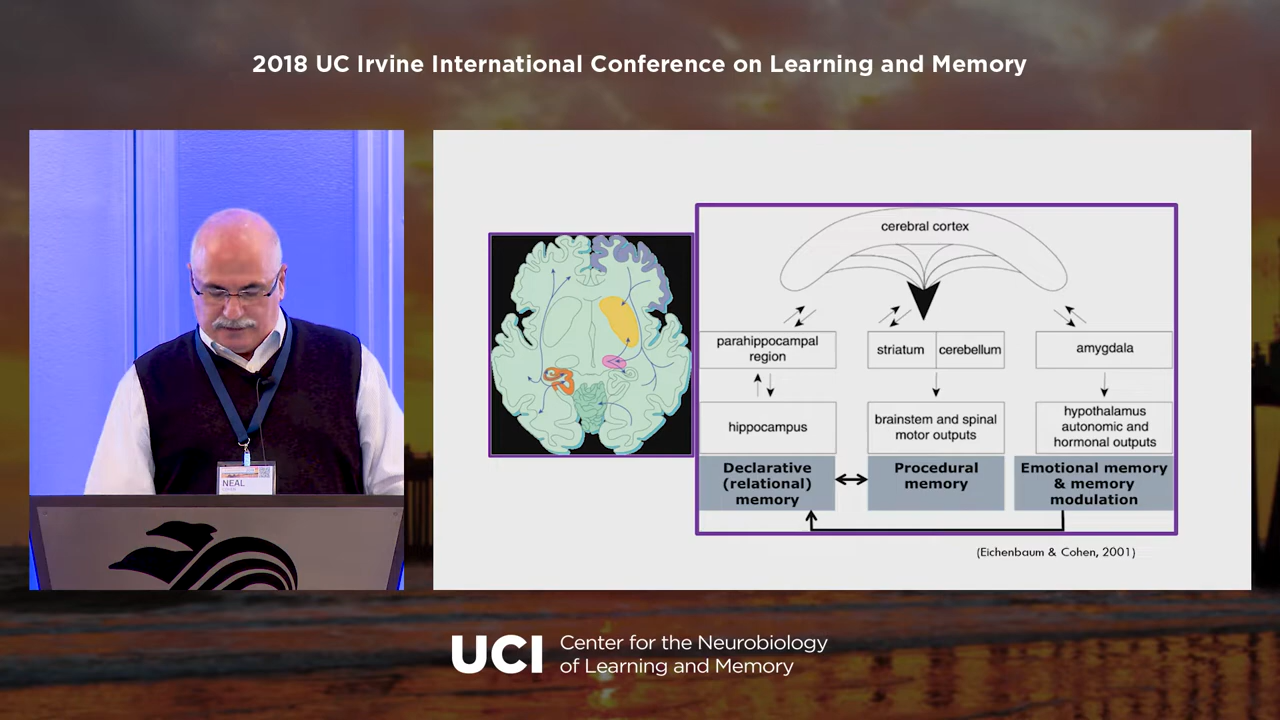 2018 UC Irvine International Conference on Learning and Memory
NEAL
cerebral cortex
parahippocampal
region
striatum
cerebellum
amygdala
hippocampus
brainstem and spinal
motor outputs
hypothalamus
autonomic and
hormonal outputs
Declarative
(relational)
memory
Procedural
memory
Emotional memory
& memory
modulation
(Eichenbaum & Cohen, 2001)
UCI
Center for the Neurobiology
of Learning and Memory